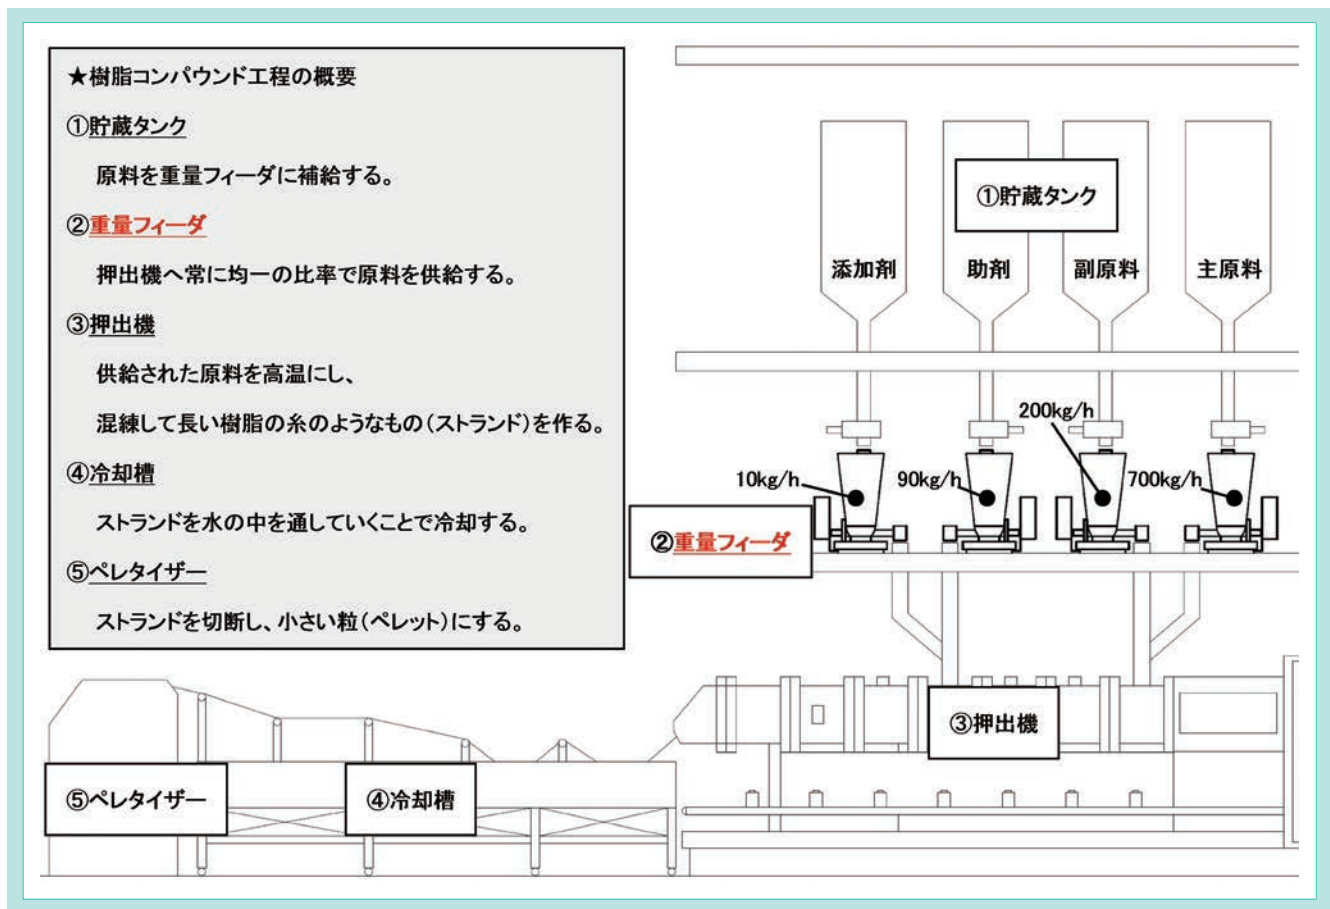 ★樹脂コンパウンド工程の概要
①貯蔵タンク
原料を重量フィーダに補給する。
②重量フィーダ
押出機へ常に均一の比率で原料を供給する。
③押出機
供給された原料を高温にし、
混練して長い樹脂の糸のようなもの(ストランド)を作る。
④冷却槽
ストランドを水の中を通していくことで冷却する。
⑤ペレタイザー
ストランドを切断し、小さい粒(ペレット)にする。
①貯蔵タンク
添加剤
助剤
副原料
主原料
10kg/h
90kg/h
200kg/h
700kg/h
②重量フィーダ
③押出機
④冷却槽
⑤ペレタイザー